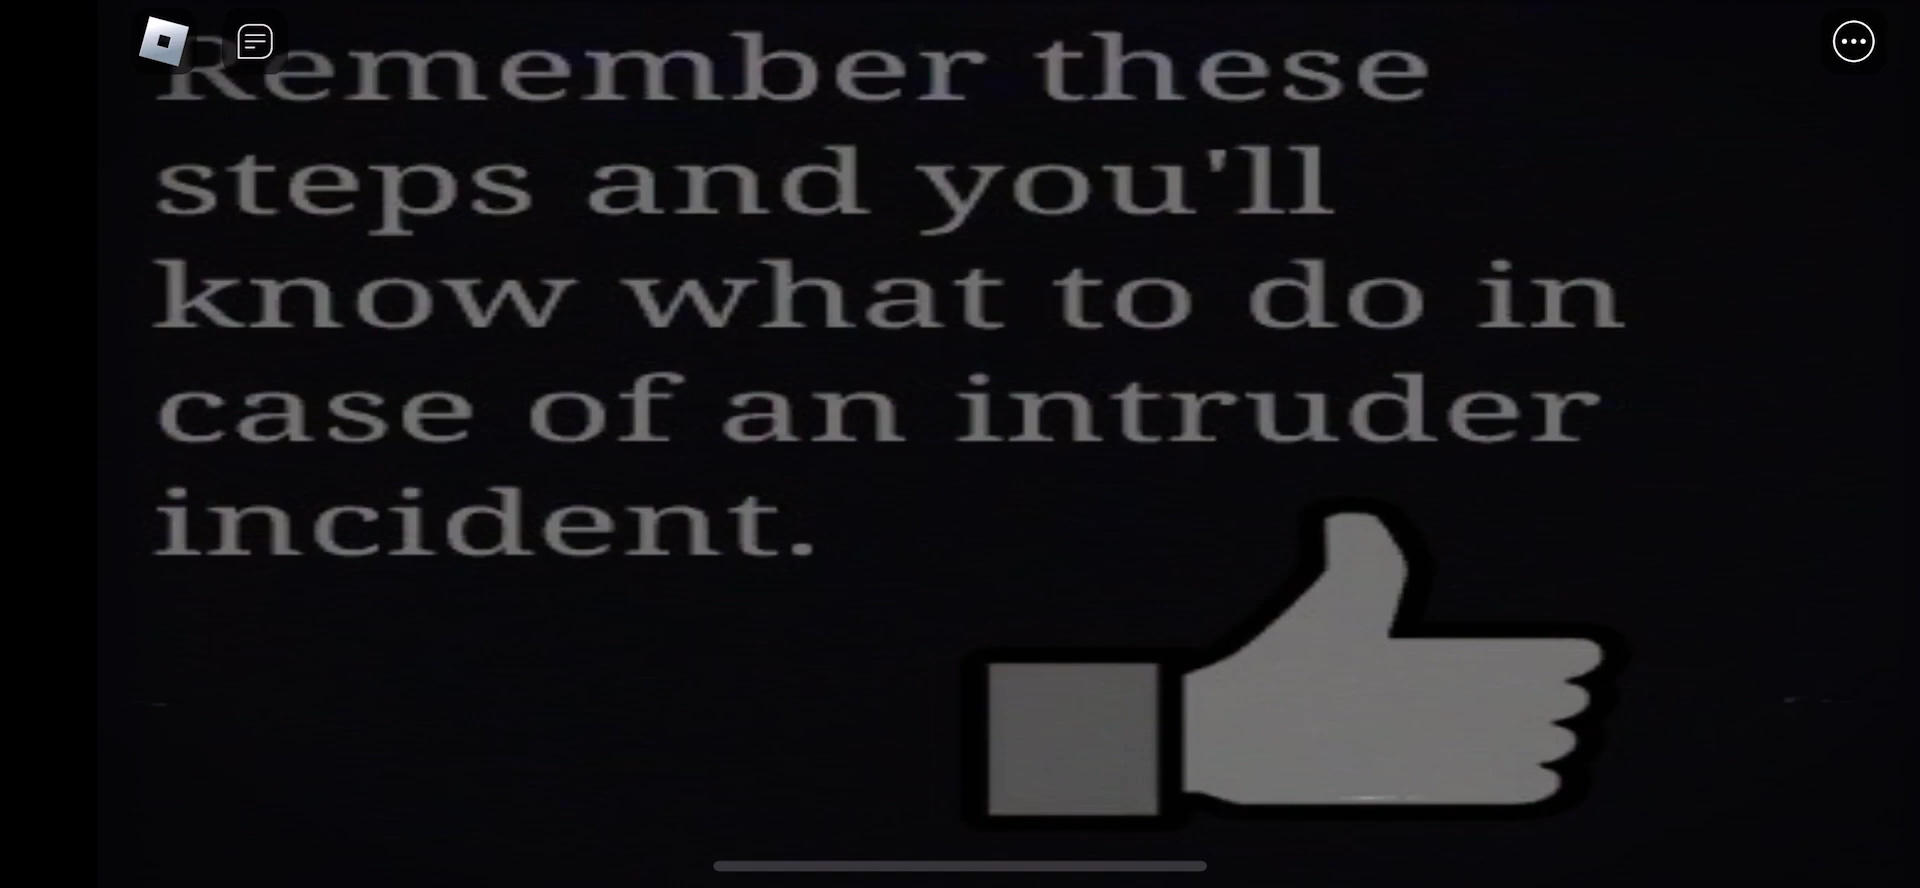 Remember these
steps and you'll
know what to do in
case of an intruder
incident.